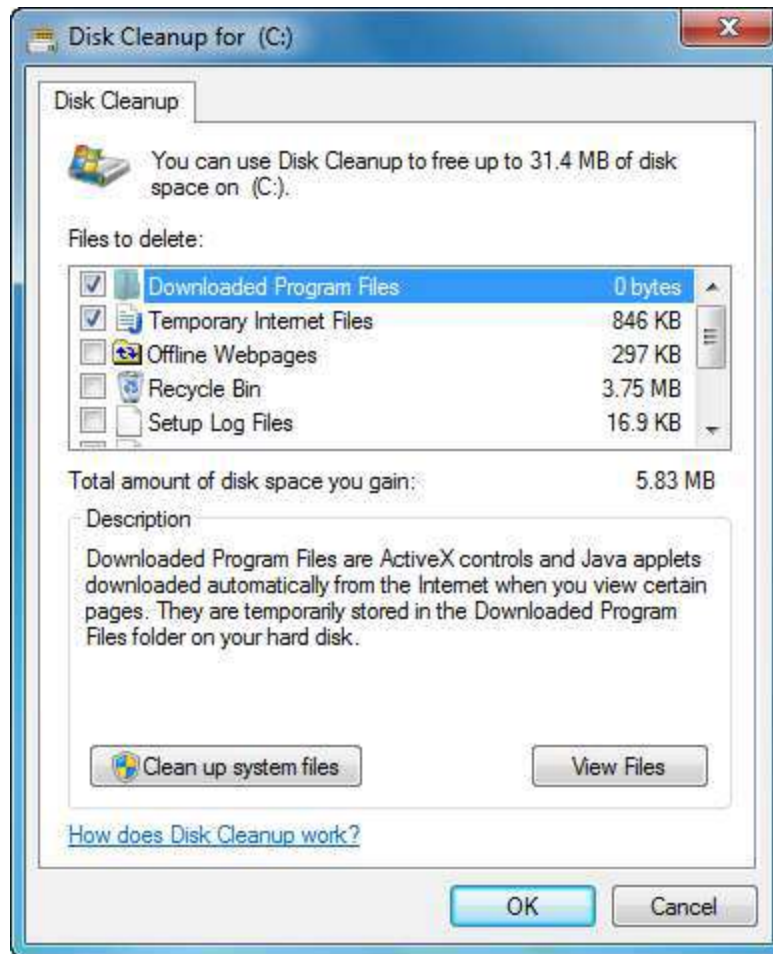 Disk Cleanup for (C:)
Disk Cleanup
You can use Disk Cleanup to free up to 31.4 MB of disk
space on (C:).
Files to delete:
Downloaded Program Files 0 bytes
Temporary Internet Files 846 KB
Offline Webpages 297 KB
Recycle Bin 3.75 MB
Setup Log Files 16.9 KB
Total amount of disk space you gain: 5.83 MB
Description
Downloaded Program Files are ActiveX controls and Java applets
downloaded automatically from the Internet when you view certain
pages. They are temporarily stored in the Downloaded Program
Files folder on your hard disk.
Clean up system files View Files
How does Disk Cleanup work?
OK Cancel